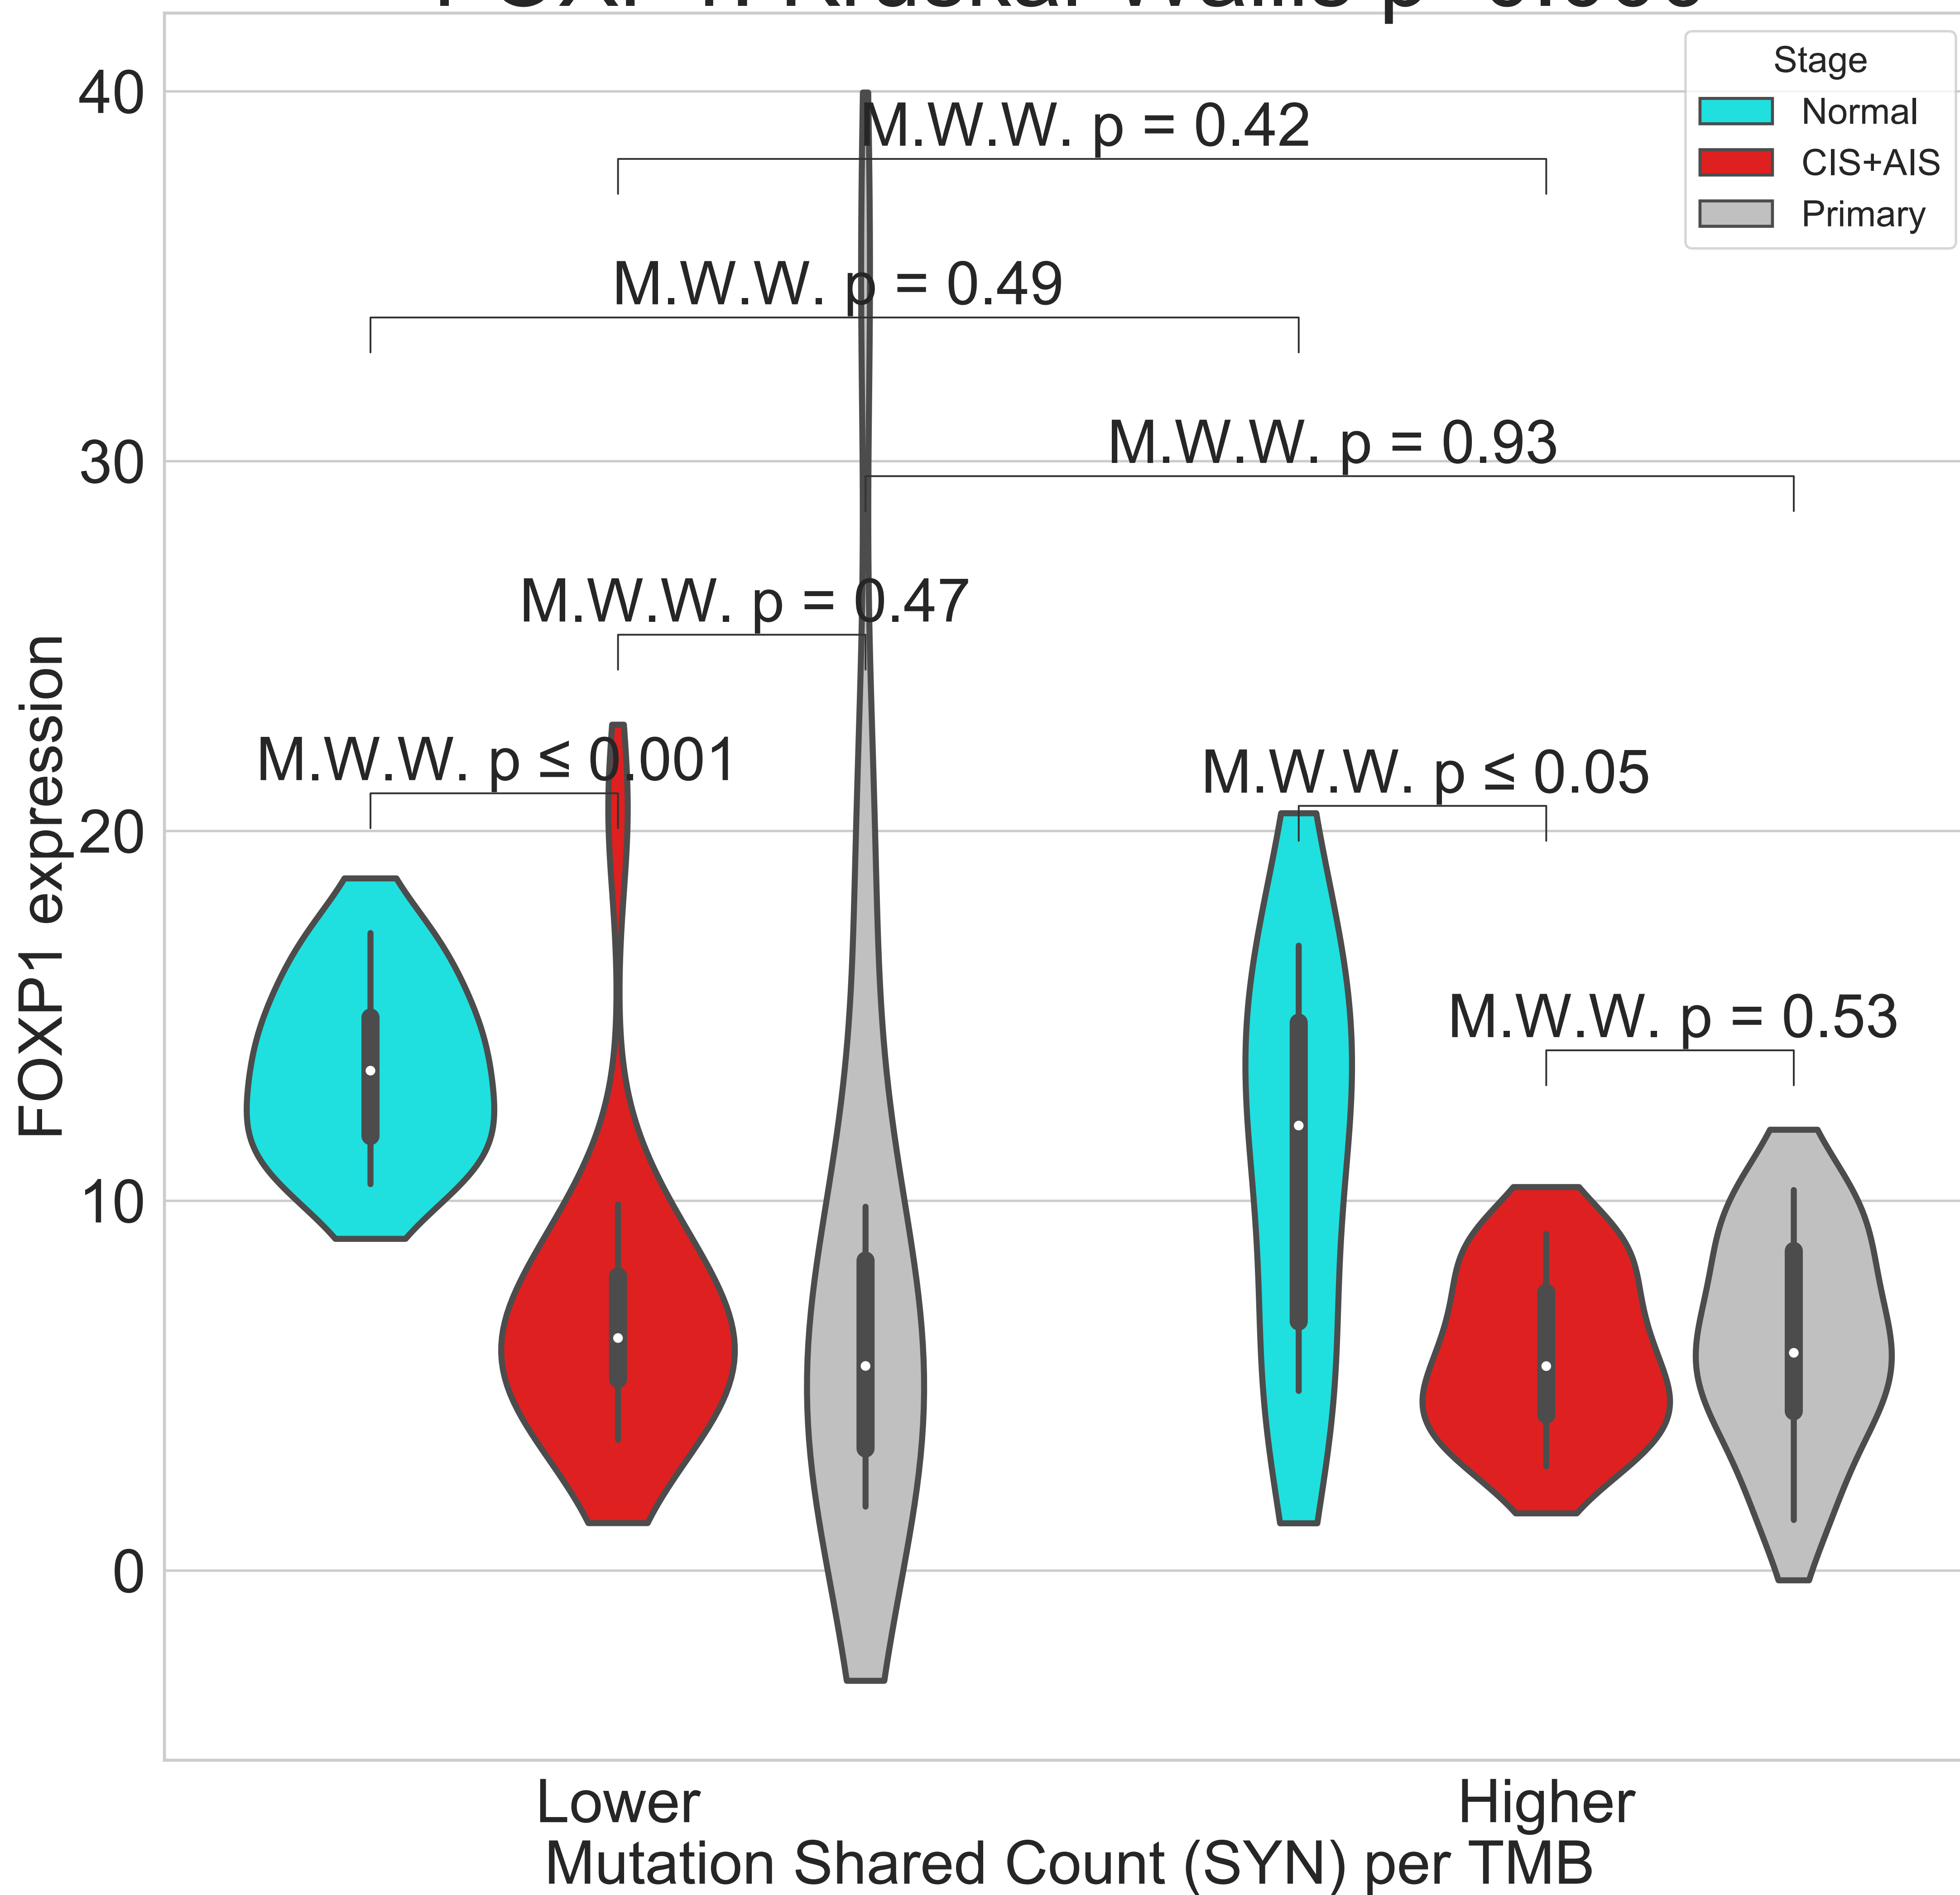 Stage
Normal
CIS+AIS
Primary
40
30
20
10
0
FOXP1 expression
M.W.W. p = 0.42
M.W.W. p = 0.49
M.W.W. p = 0.93
M.W.W. p = 0.47
M.W.W. p ≤ 0.001
M.W.W. p ≤ 0.05
M.W.W. p = 0.53
Lower
Higher
Mutation Shared Count (SYN) per TMB